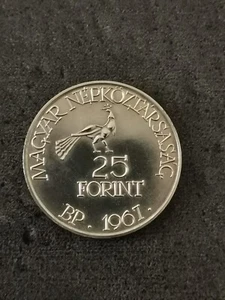 MAGYAR NÉPKÖZTÁRSASÁG
25
FORINT
BP . 1967.